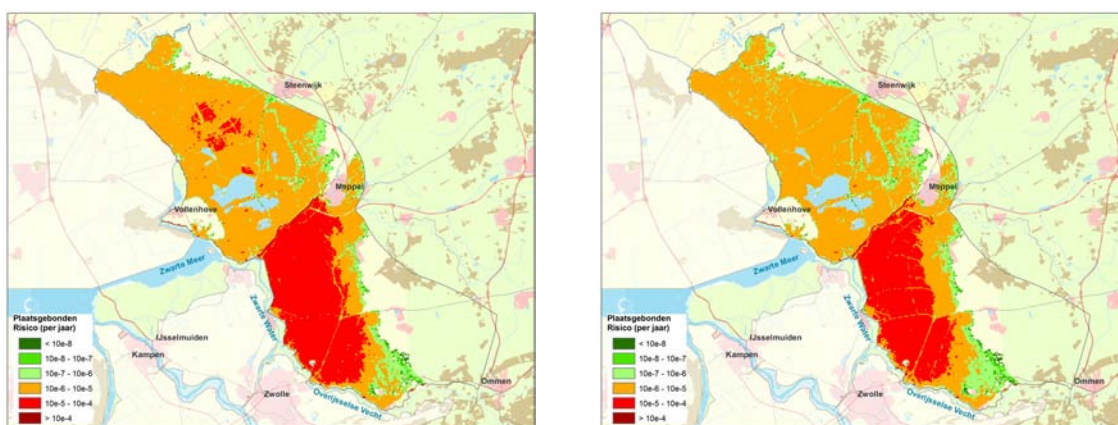 Steenwijk
Meppel
Vollenhove
Zwarte Meer
Zwarte Water
Plaatsgebonden
Risico (per jaar)
< 10e-8
10e-8 - 10e-7
10e-7 - 10e-6
10e-6 - 10e-5
10e-5 - 10e-4
> 10e-4
IJsselmuiden
Kampen
Zwolle
Ommen
Overijsselse Vecht
Steenwijk
Meppel
Vollenhove
Zwarte Meer
Zwarte Water
Plaatsgebonden
Risico (per jaar)
< 10e-8
10e-8 - 10e-7
10e-7 - 10e-6
10e-6 - 10e-5
10e-5 - 10e-4
> 10e-4
IJsselmuiden
Kampen
Zwolle
Ommen
Overijsselse Vecht